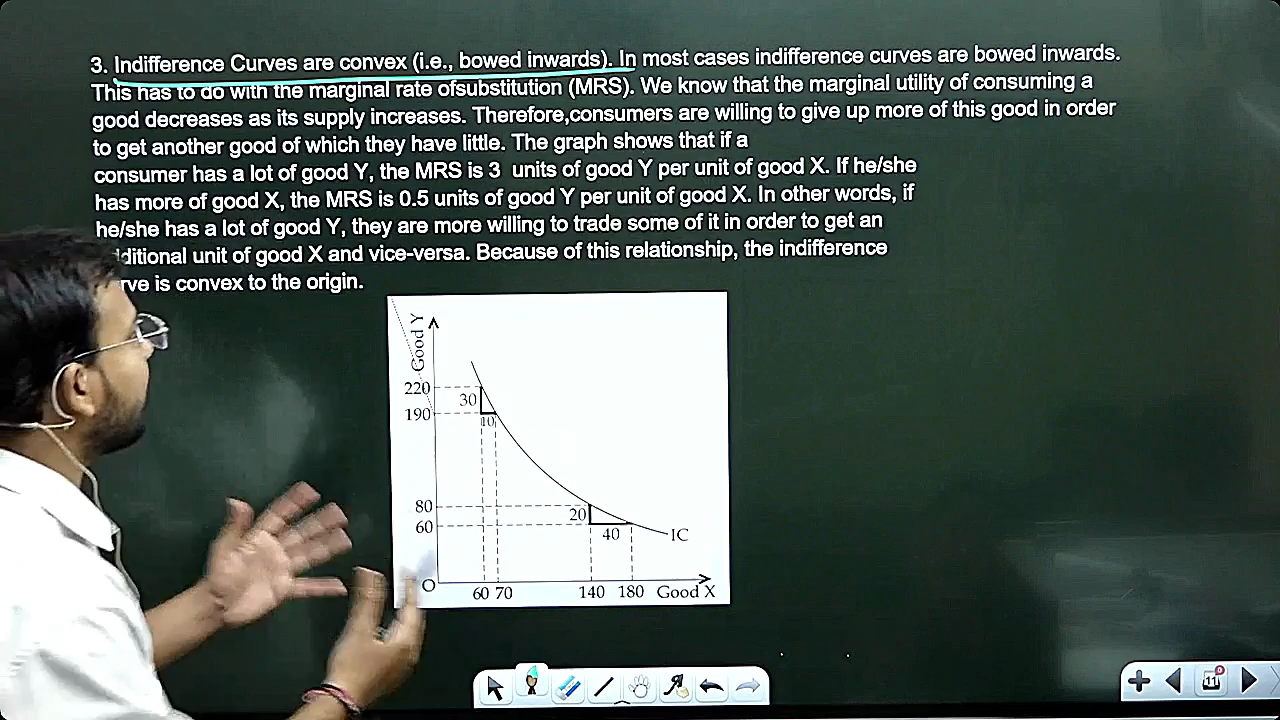 3. Indifference Curves are convex (i.e., bowed inwards). In most cases indifference curves are bowed inwards.
This has to do with the marginal rate ofsubstitution (MRS). We know that the marginal utility of consuming a
good decreases as its supply increases. Therefore,consumers are willing to give up more of this good in order
to get another good of which they have little. The graph shows that if a
consumer has a lot of good Y, the MRS is 3 units of good Y per unit of good X. If he/she
has more of good X, the MRS is 0.5 units of good Y per unit of good X. In other words, if
he/she has a lot of good Y, they are more willing to trade some of it in order to get an
ditional unit of good X and vice-versa. Because of this relationship, the indifference
rve is convex to the origin.
Good Y
220
30
190
10
80
20
60
40
IC
O
60 70 140 180 Good X
11